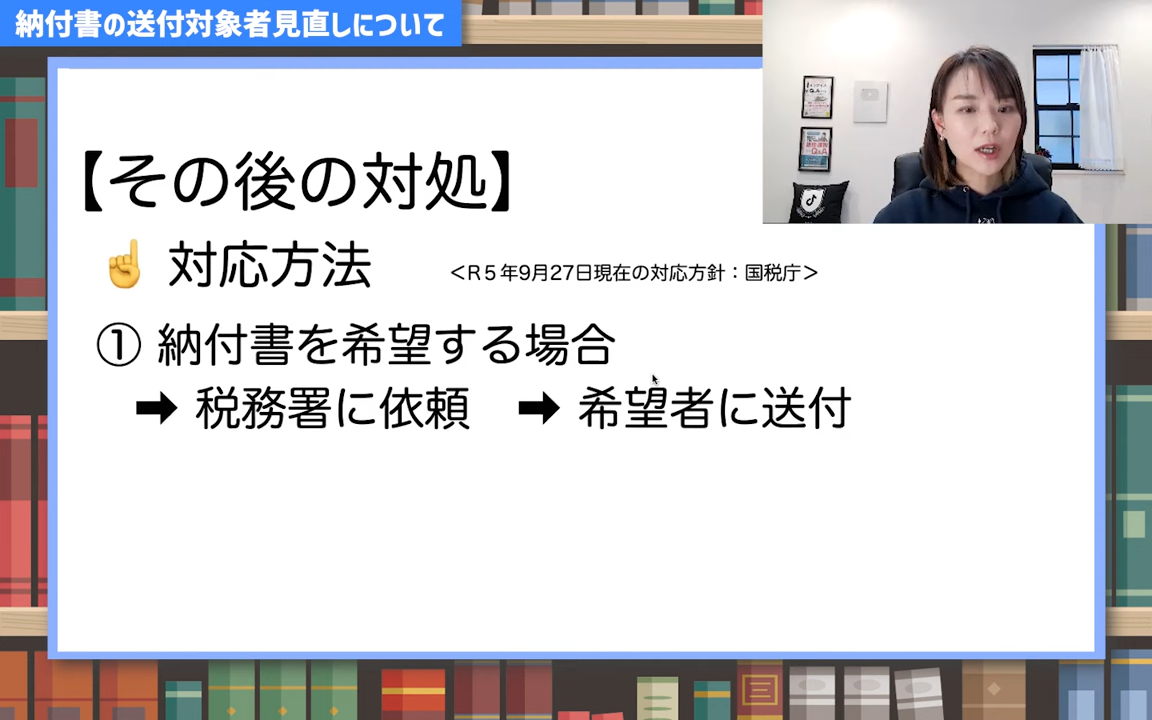 納付書の送付対象者見直しについて
【その後の対処】
☝ 対応方法 <R5年9月27日現在の対応方針：国税庁>
① 納付書を希望する場合
➡ 税務署に依頼 ➡ 希望者に送付